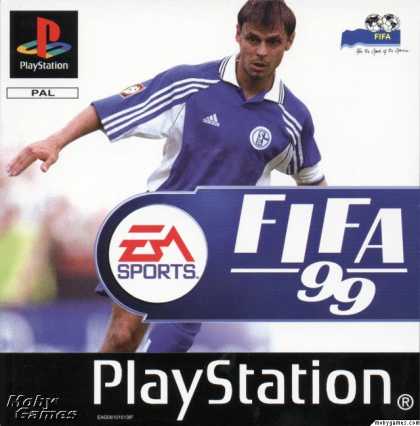 PlayStation
PAL
FIFA
For the Good of the Game
adidas
S
04
EA
SPORTS
FIFA
99
PlayStation®
Moby
Games
mobygames.com